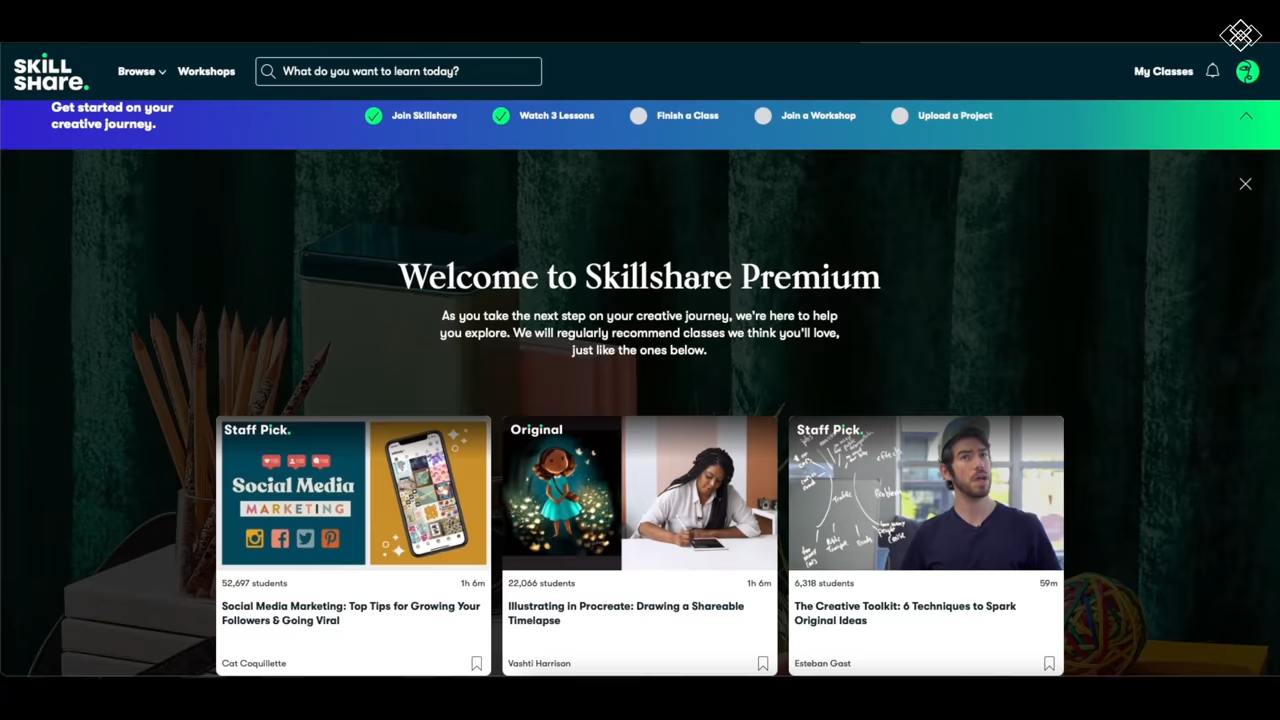 SKILL
SHare.
Browse
Workshops
What do you want to learn today?
My Classes
Get started on your
creative journey.
Join Skillshare
Watch 3 Lessons
Finish a Class
Join a Workshop
Upload a Project
Welcome to Skillshare Premium
As you take the next step on your creative journey, we're here to help
you explore. We will regularly recommend classes we think you'll love,
just like the ones below.
Staff Pick.
Social Media
MARKETING
52,697 students
1h 6m
Social Media Marketing: Top Tips for Growing Your
Followers & Going Viral
Cat Coquillette
Original
22,066 students
1h 6m
Illustrating in Procreate: Drawing a Shareable
Timelapse
Vashti Harrison
Staff Pick.
Traffic
6,318 students
59m
The Creative Toolkit: 6 Techniques to Spark
Original Ideas
Esteban Gast